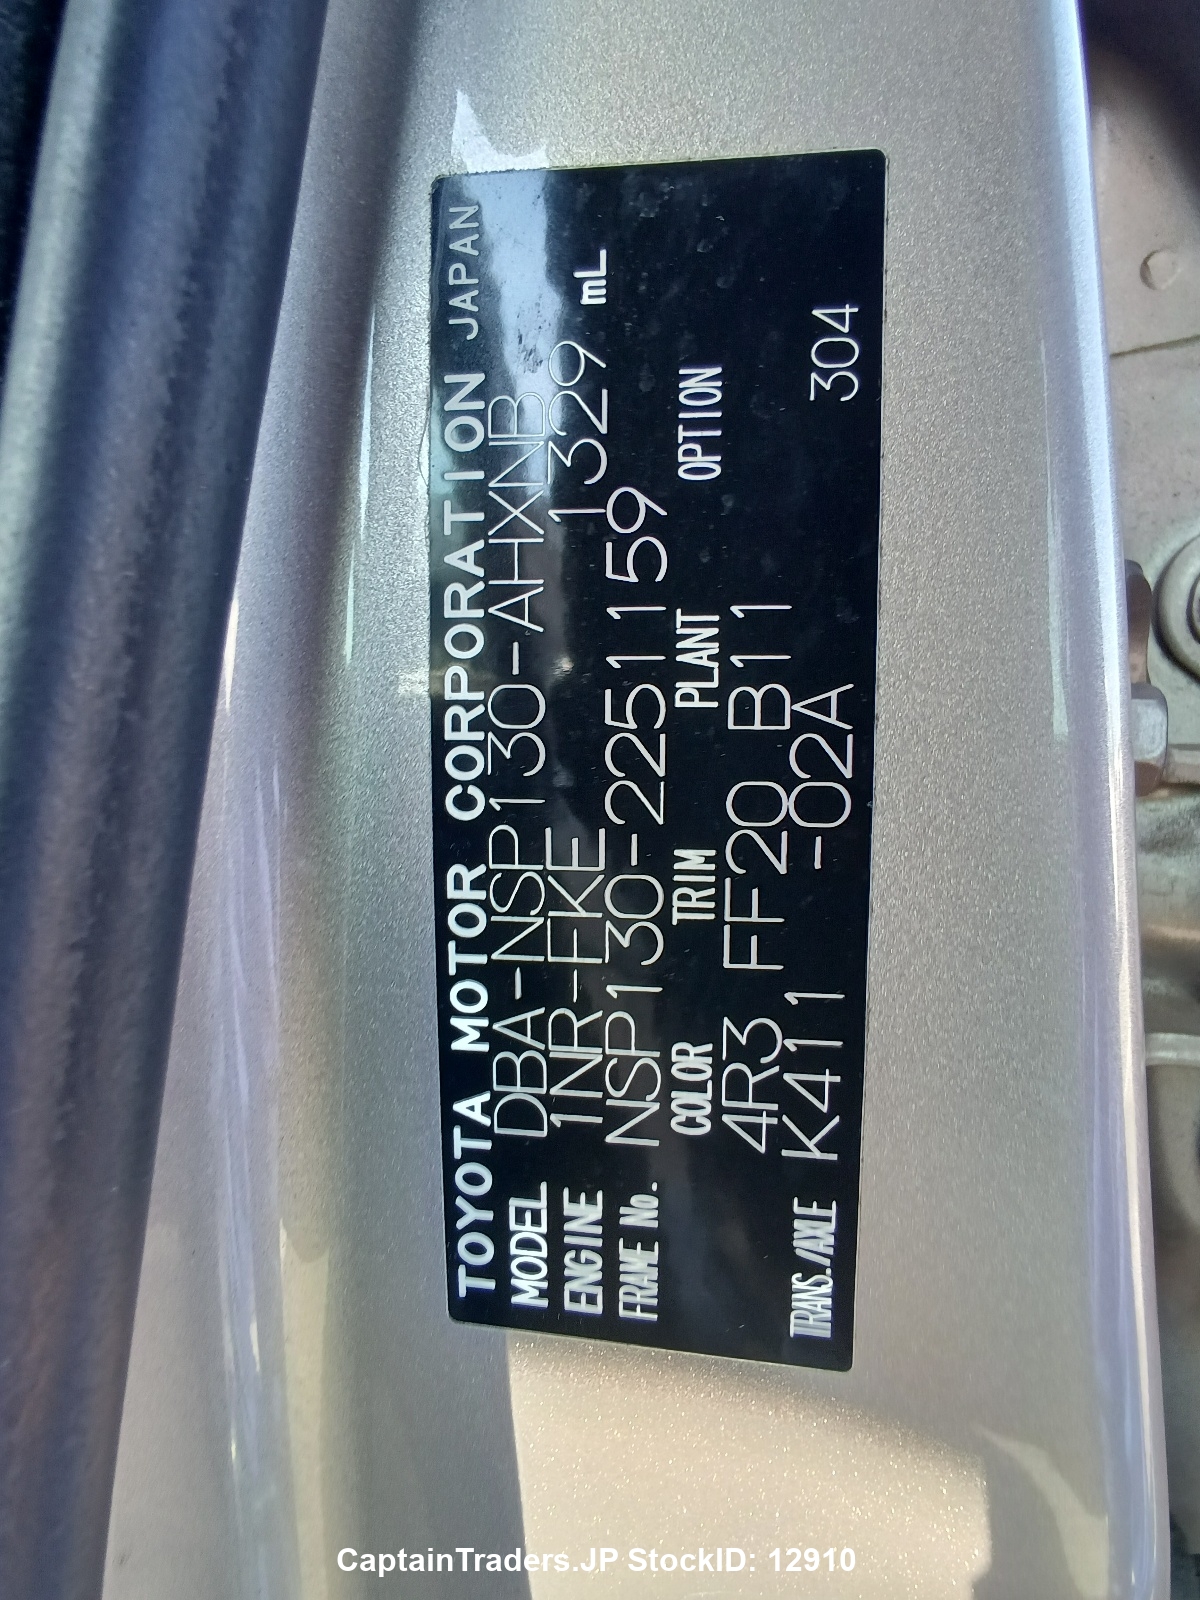 TOYOTA MOTOR CORPORATION JAPAN
MODEL DBA-NSP130-AHXNB
ENGINE 1NR-FKE 1329 mL
FRAME No. NSP130-2251159
COLOR TRIM PLANT OPTION
4R3 FF20 B11
TRANS./AXLE K411 -02A 304
CaptainTraders.JP StockID: 12910